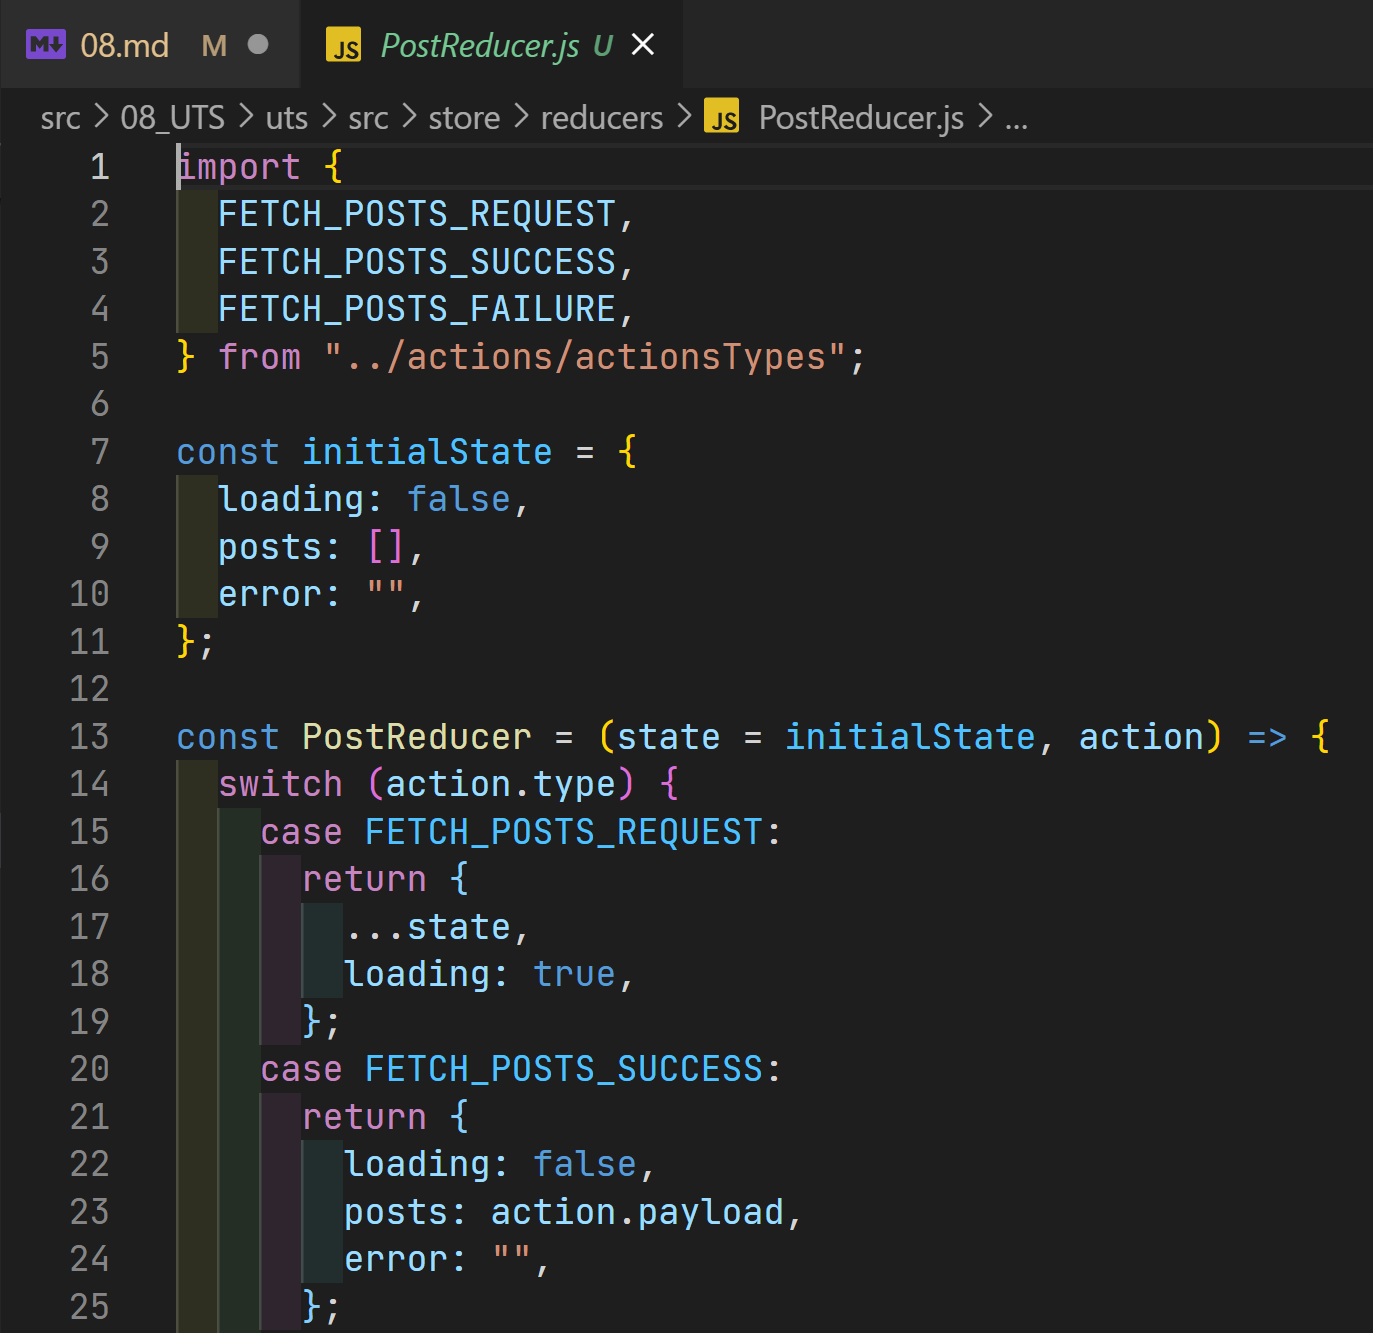 08.md M
JS PostReducer.js U
src > 08_UTS > uts > src > store > reducers > JS PostReducer.js > ...
1 import {
2   FETCH_POSTS_REQUEST,
3   FETCH_POSTS_SUCCESS,
4   FETCH_POSTS_FAILURE,
5 } from "../actions/actionsTypes";
6
7 const initialState = {
8   loading: false,
9   posts: [],
10   error: "",
11 };
12
13 const PostReducer = (state = initialState, action) => {
14   switch (action.type) {
15     case FETCH_POSTS_REQUEST:
16       return {
17         ...state,
18         loading: true,
19       };
20     case FETCH_POSTS_SUCCESS:
21       return {
22         loading: false,
23         posts: action.payload,
24         error: "",
25       };